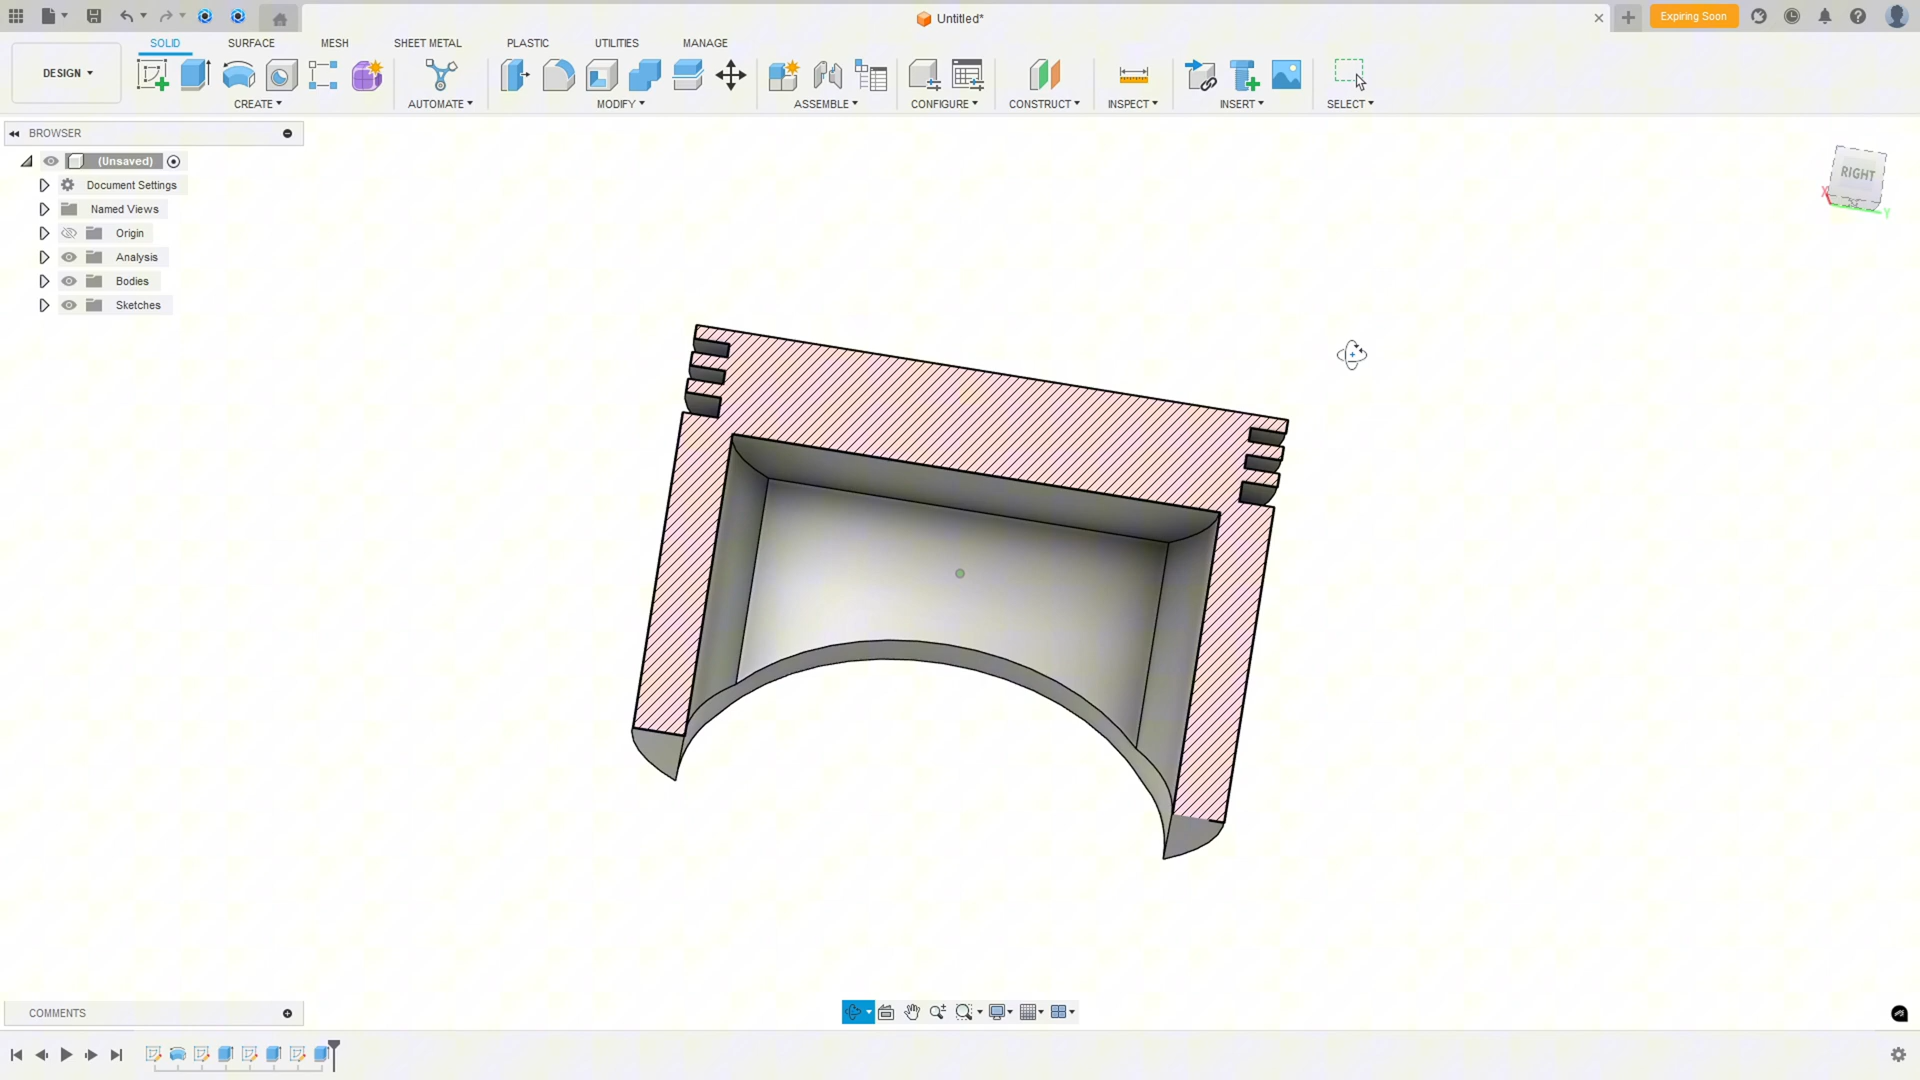 Untitled*
Expiring Soon
DESIGN
SOLID SURFACE MESH SHEET METAL PLASTIC UTILITIES MANAGE
CREATE AUTOMATE MODIFY ASSEMBLE CONFIGURE CONSTRUCT INSPECT INSERT SELECT
BROWSER
(Unsaved)
Document Settings
Named Views
Origin
Analysis
Bodies
Sketches
RIGHT
X
Y
COMMENTS